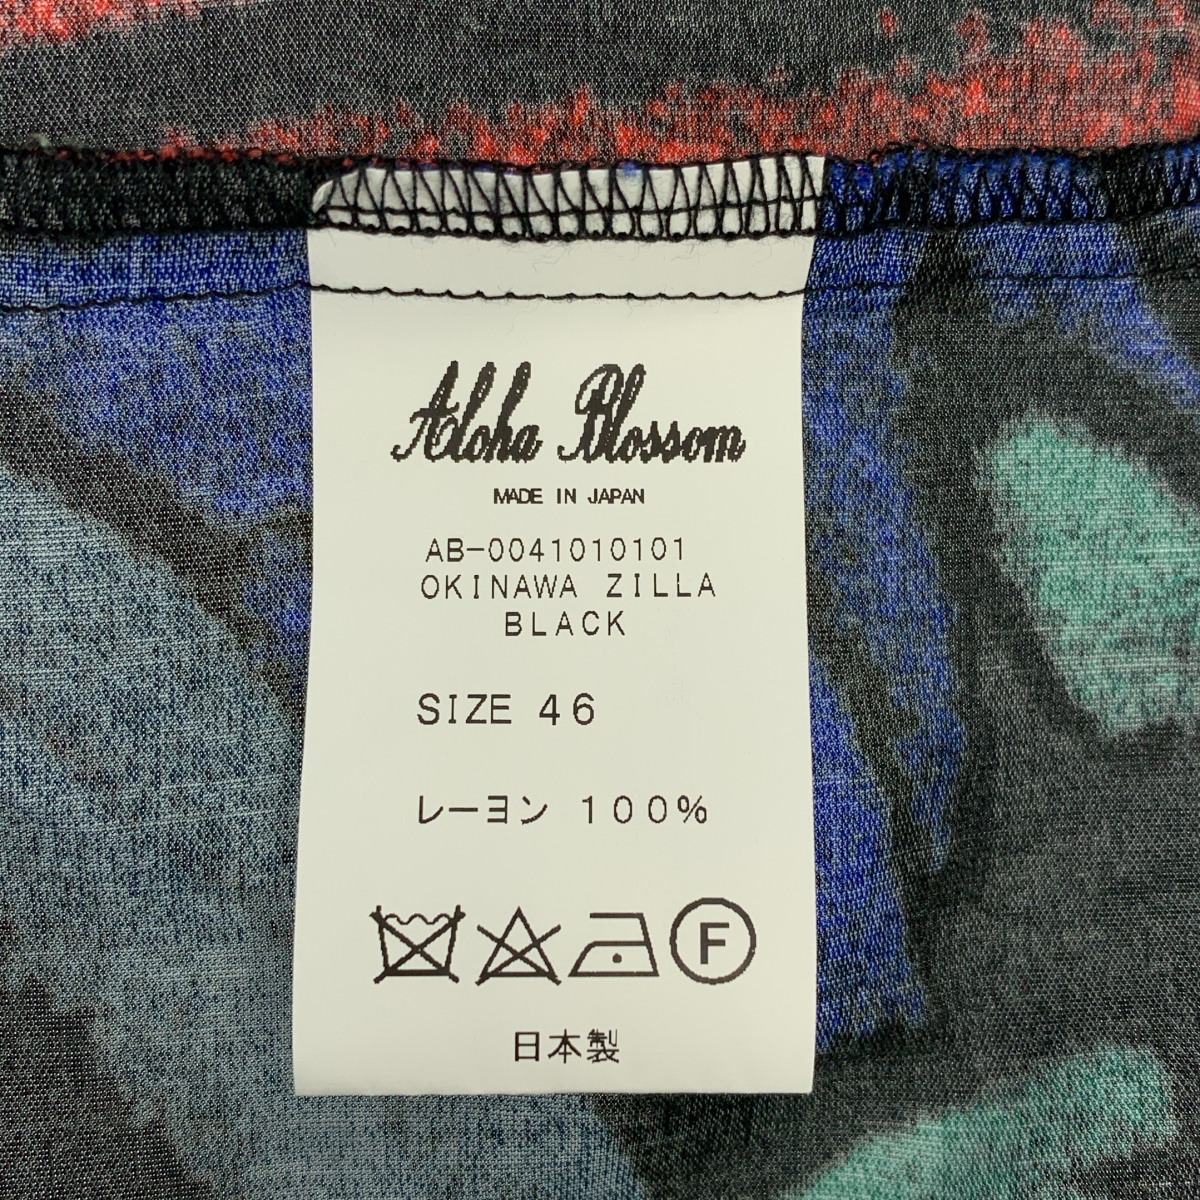 Aloha Blossom
MADE IN JAPAN
AB-0041010101
OKINAWA ZILLA
BLACK
SIZE 46
レーヨン 100%
F
日本製